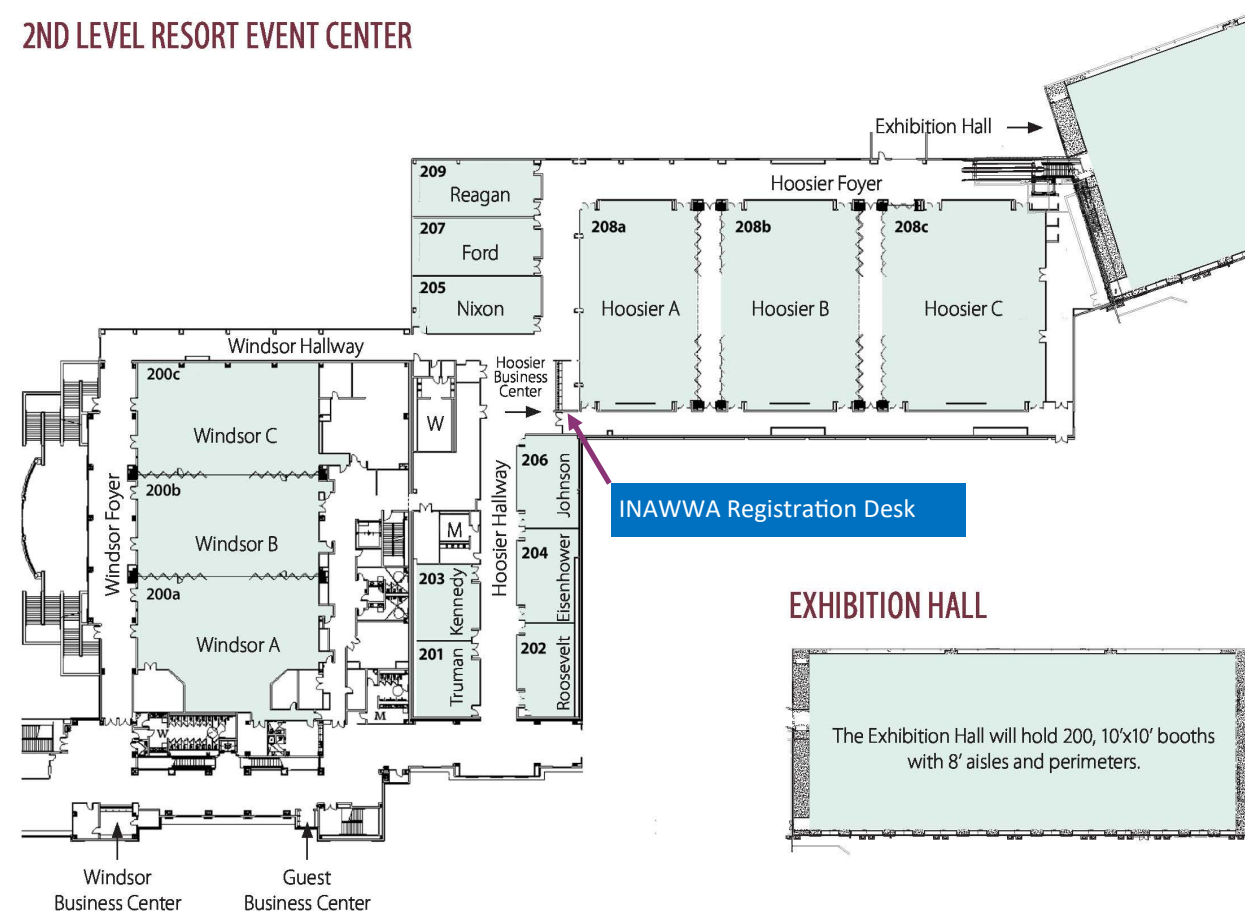 2ND LEVEL RESORT EVENT CENTER
Exhibition Hall
Hoosier Foyer
209
Reagan
207
Ford
205
Nixon
208a
Hoosier A
208b
Hoosier B
208c
Hoosier C
Windsor Hallway
Hoosier
Business
Center
200c
Windsor C
200b
Windsor B
200a
Windsor A
Windsor Foyer
W
M
Hoosier Hallway
206
Johnson
204
Eisenhower
202
Roosevelt
203
Kennedy
201
Truman
INAWWA Registration Desk
W
M
Windsor
Business Center
Guest
Business Center
EXHIBITION HALL
The Exhibition Hall will hold 200, 10'x10' booths
with 8' aisles and perimeters.